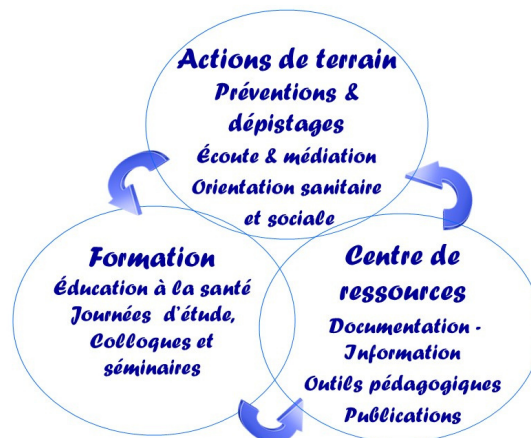 Actions de terrain
Préventions &
dépistages
Écoute & médiation
Orientation sanitaire
et sociale
Formation
Éducation à la santé
Journées d'étude,
Colloques et
séminaires
Centre de
ressources
Documentation -
Information
Outils pédagogiques
Publications